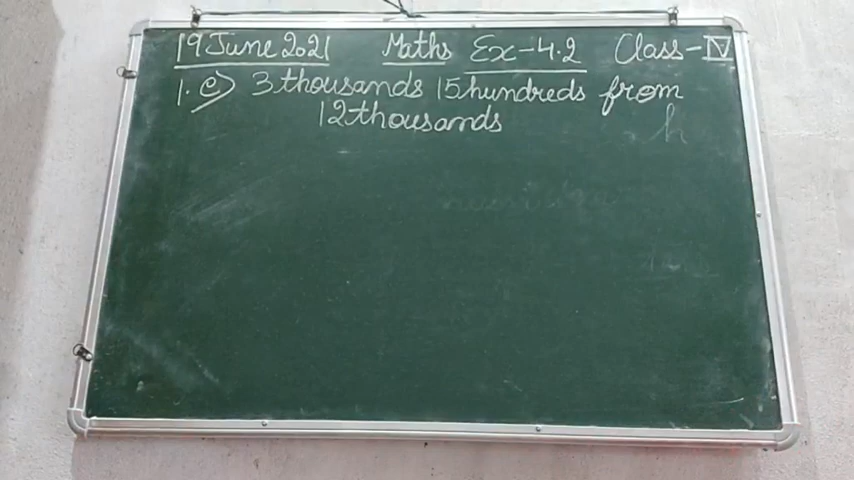 19 June 2021 Maths Ex-4.2 Class-IV
1. e) 3 thousands 15 hundreds from
12 thousands
h